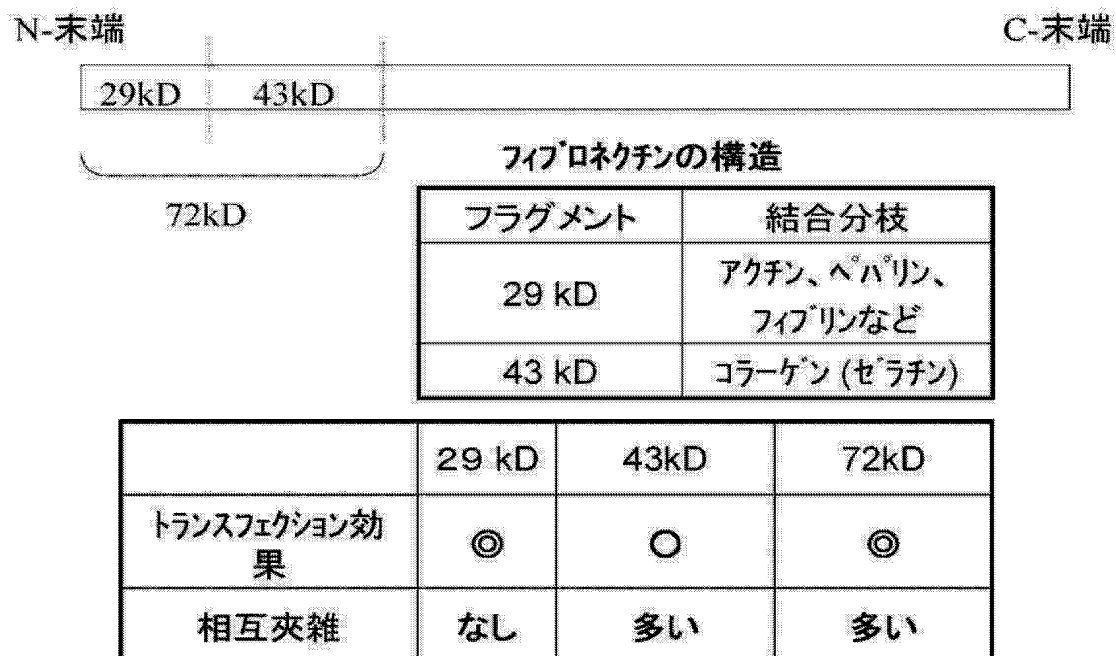 N-末端
C-末端
29kD
43kD
72kD
フィブロネクチンの構造
フラグメント
結合分枝
29 kD
アクチン、ペパリン、
フィブリンなど
43 kD
コラーゲン (ゼラチン)
29 kD
43kD
72kD
トランスフェクション効
果
◎
○
◎
相互夾雑
なし
多い
多い